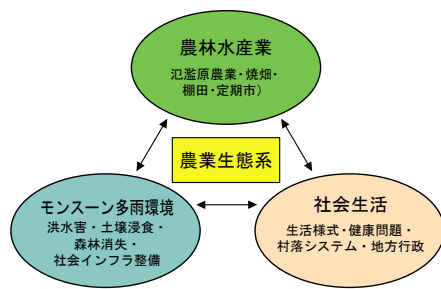 農林水産業
氾濫原農業・焼畑・
棚田・定期市）
農業生態系
モンスーン多雨環境
洪水害・土壌浸食・
森林消失・
社会インフラ整備
社会生活
生活様式・健康問題・
村落システム・地方行政